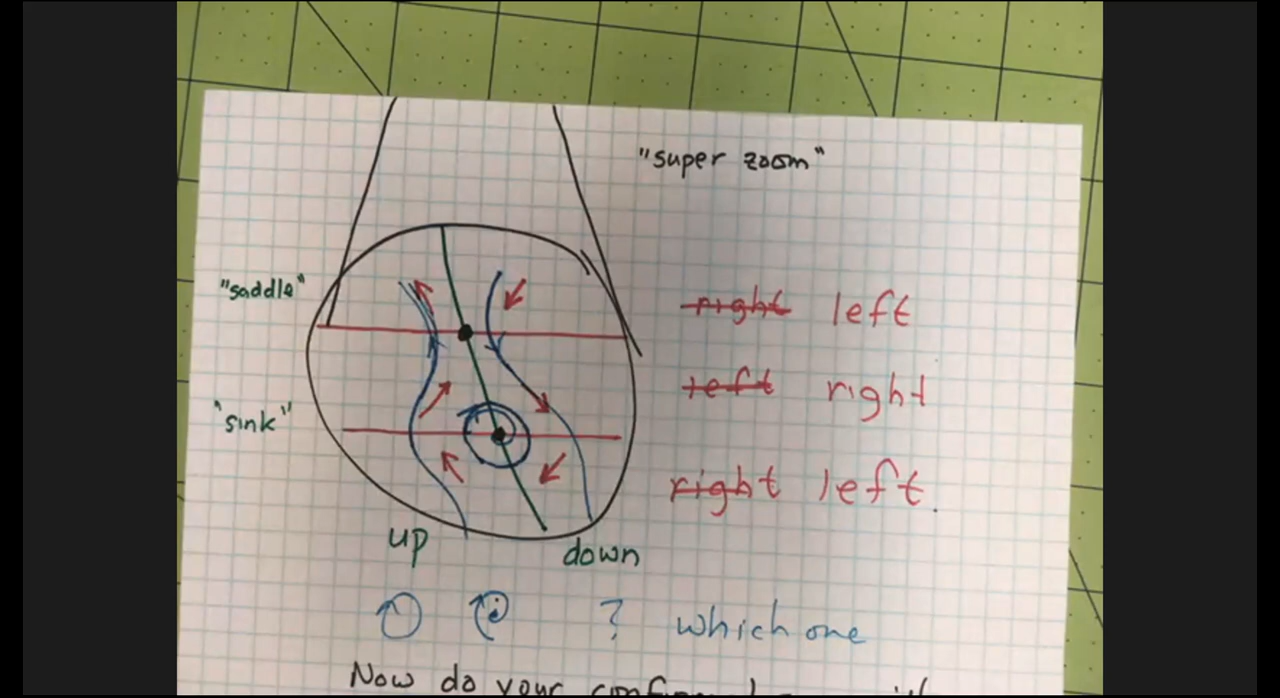 "super zoom"
"saddle"
right left
left right
"sink"
right left.
up
down
? which one
Now do your